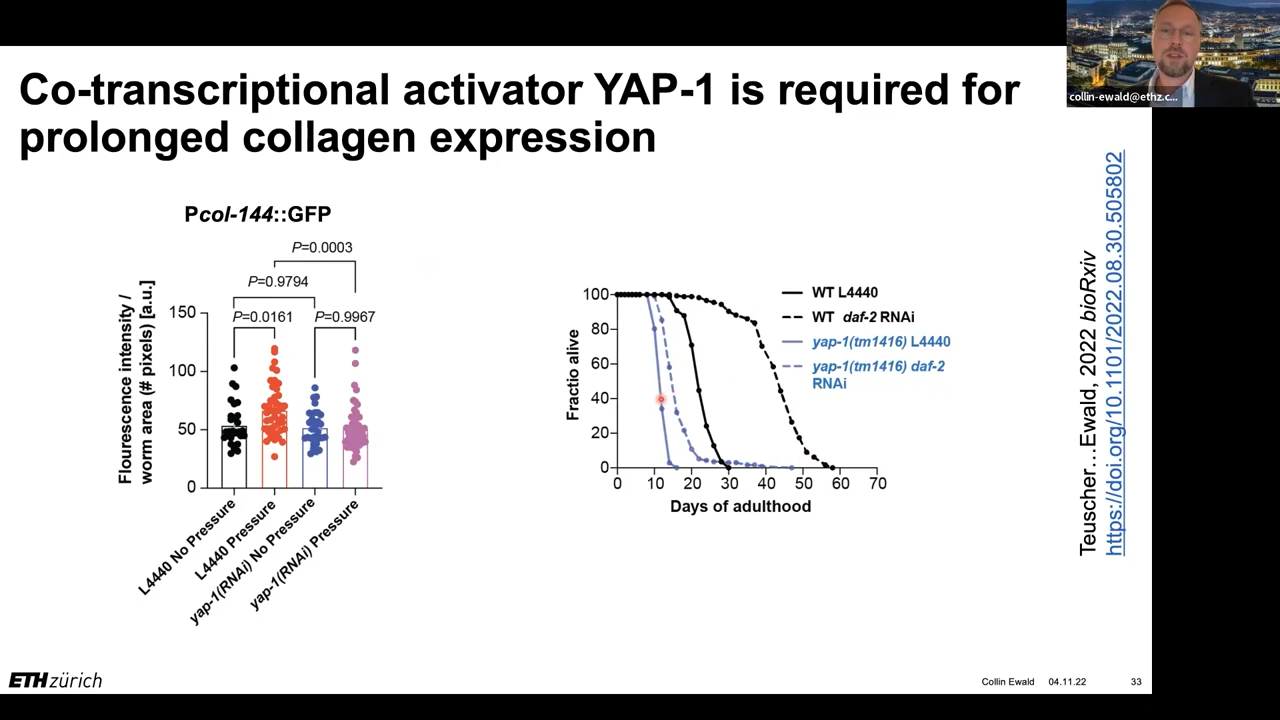 Co-transcriptional activator YAP-1 is required for
prolonged collagen expression
collin-ewald@ethz.c...
Pcol-144::GFP
P=0.0003
P=0.9794
P=0.0161
P=0.9967
Flourescence intensity /
worm area (# pixels) [a.u.]
150
100
50
0
L4440 No Pressure
L4440 Pressure
yap-1(RNAi) No Pressure
yap-1(RNAi) Pressure
Fractio alive
100
80
60
40
20
0
0 10 20 30 40 50 60 70
Days of adulthood
WT L4440
WT daf-2 RNAi
yap-1(tm1416) L4440
yap-1(tm1416) daf-2
RNAi
Teuscher...Ewald, 2022 bioRxiv
https://doi.org/10.1101/2022.08.30.505802
ETH zürich
Collin Ewald 04.11.22 33